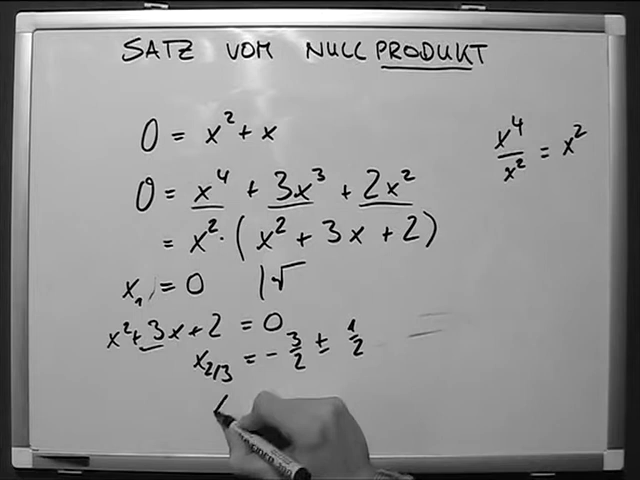 SATZ VOM NULLPRODUKT
0 = x² + x
x⁴/x² = x²
0 = x⁴ + 3x³ + 2x²
= x² · (x² + 3x + 2)
x₁ = 0 |√
x² + 3x + 2 = 0
x₂/₃ = - 3/2 ± 1/2